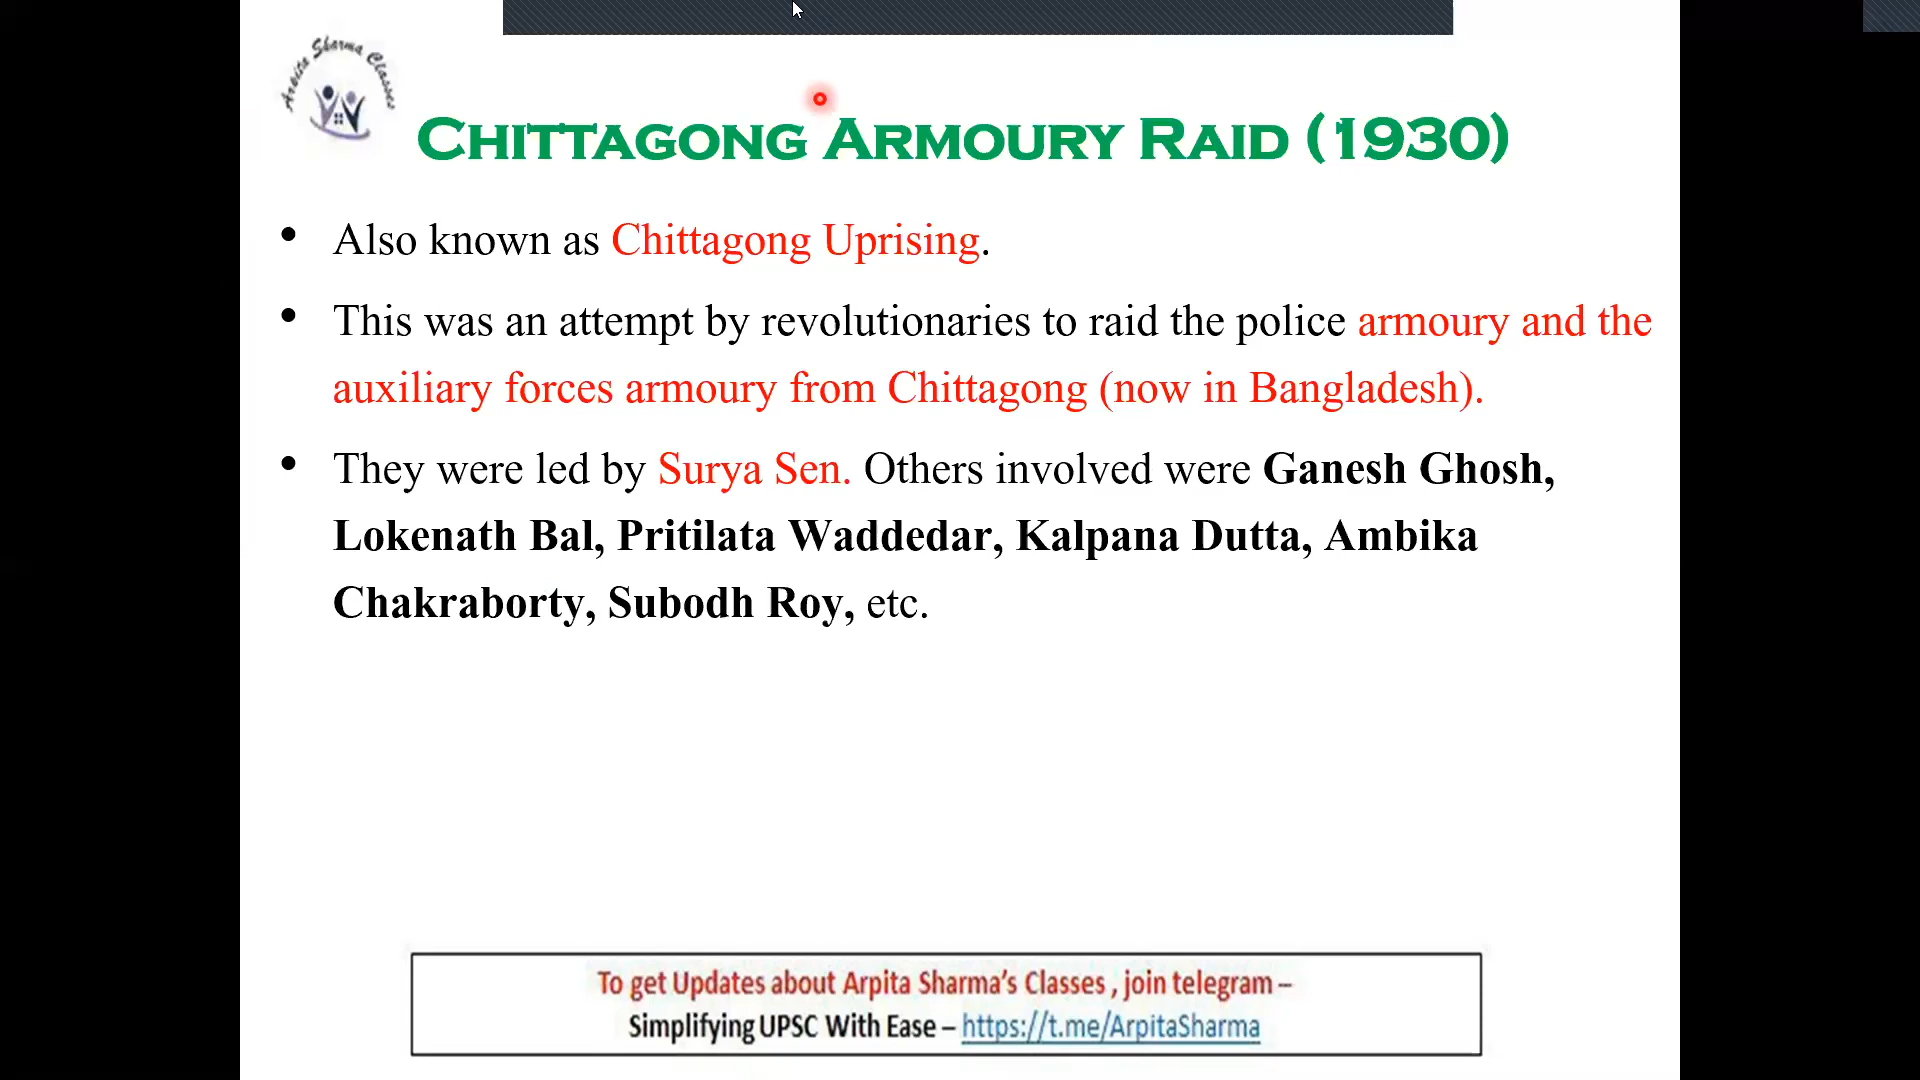 Arpita Sharma Classes
CHITTAGONG ARMOURY RAID (1930)
• Also known as Chittagong Uprising.
• This was an attempt by revolutionaries to raid the police armoury and the
auxiliary forces armoury from Chittagong (now in Bangladesh).
• They were led by Surya Sen. Others involved were Ganesh Ghosh,
Lokenath Bal, Pritilata Waddedar, Kalpana Dutta, Ambika
Chakraborty, Subodh Roy, etc.
To get Updates about Arpita Sharma's Classes , join telegram –
Simplifying UPSC With Ease – https://t.me/ArpitaSharma